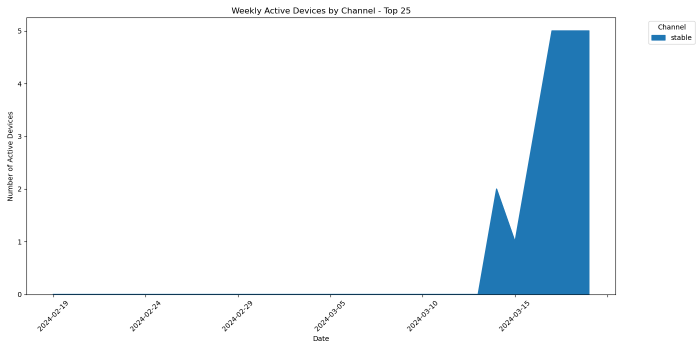 Weekly Active Devices by Channel - Top 25
Channel
stable
Number of Active Devices
5
4
3
2
1
0
2024-02-19
2024-02-24
2024-02-29
2024-03-05
2024-03-10
2024-03-15
Date